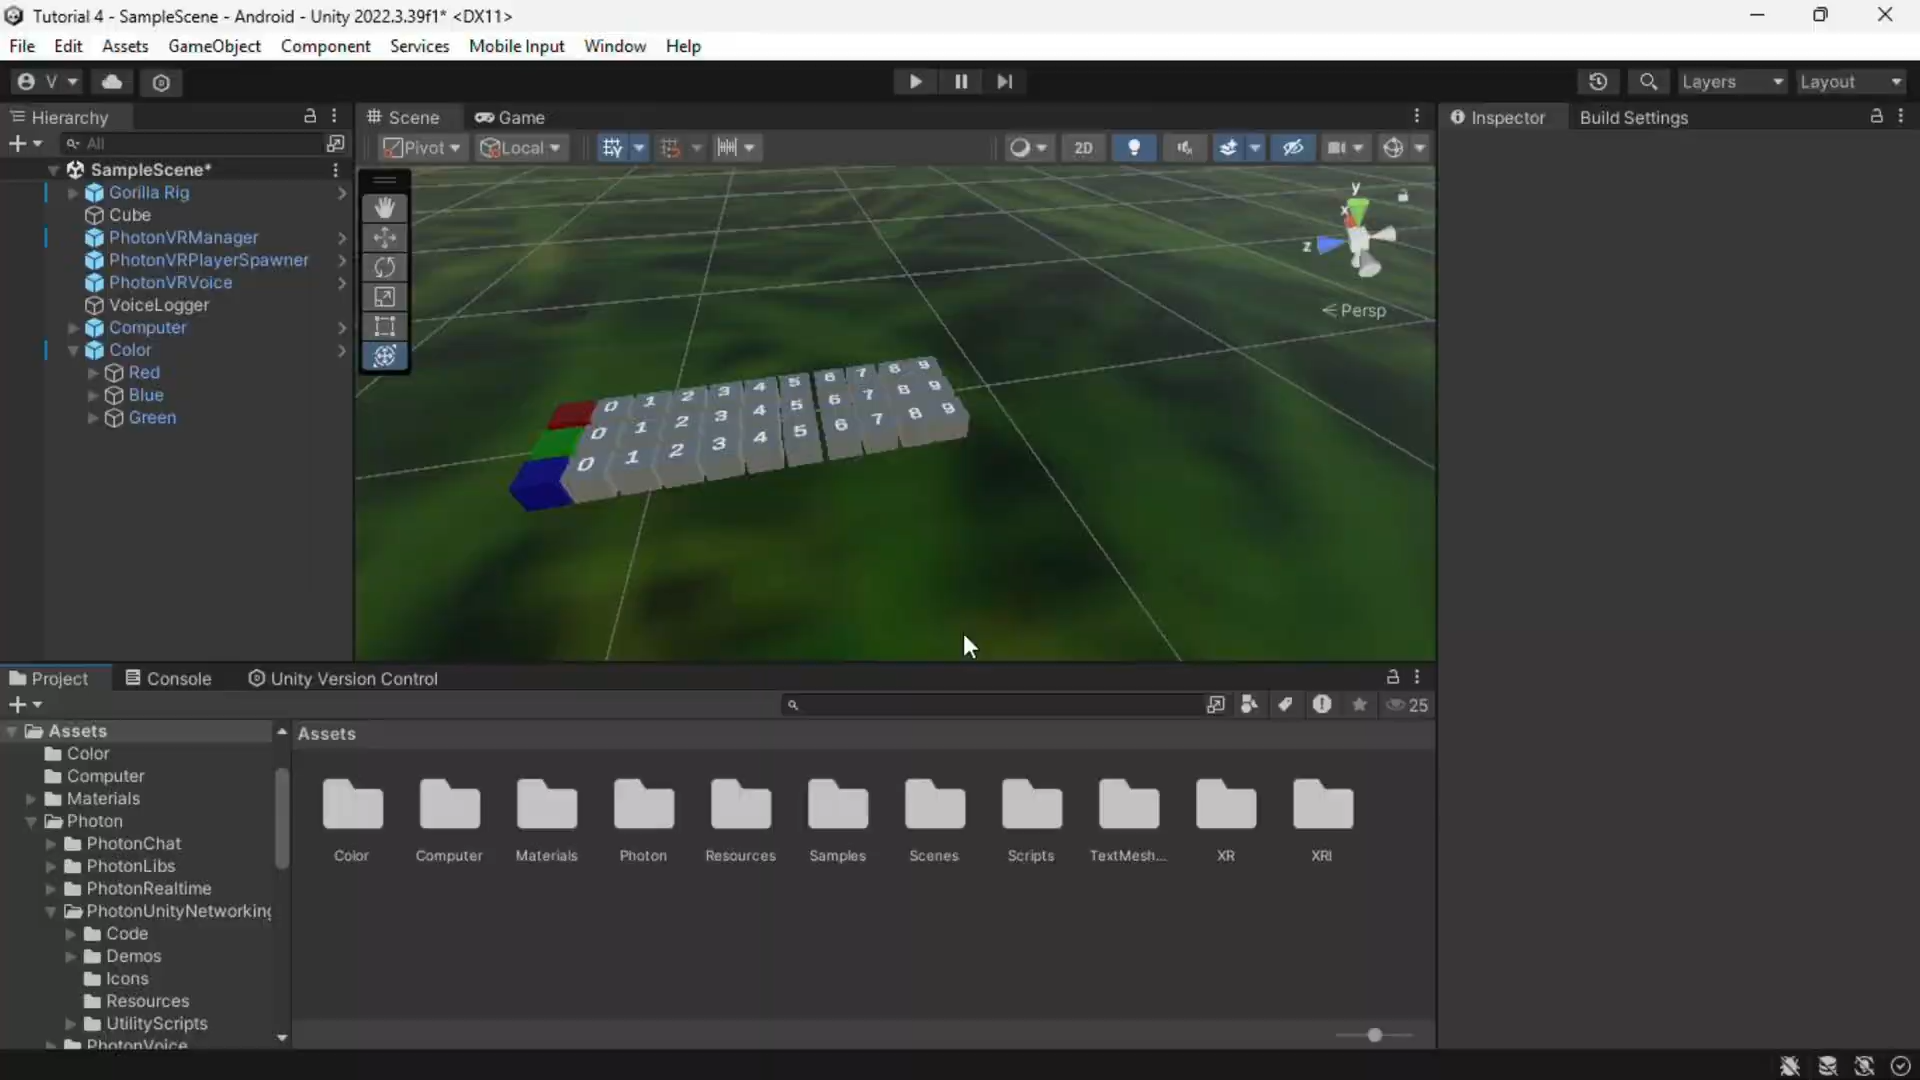 Tutorial 4 - SampleScene - Android - Unity 2022.3.39f1* <DX11>
File Edit Assets GameObject Component Services Mobile Input Window Help
V Layers Layout
Hierarchy Scene Game Inspector Build Settings
All Pivot Local 2D
SampleScene*
Gorilla Rig
Cube
PhotonVRManager
PhotonVRPlayerSpawner
PhotonVRVoice
VoiceLogger
Computer
Color
Red
Blue
Green
y
x
z
Persp
0 1 2 3 4 5 6 7 8 9
0 1 2 3 4 5 6 7 8 9
0 1 2 3 4 5 6 7 8 9
Project Console Unity Version Control
25
Assets
Color
Computer
Materials
Photon
PhotonChat
PhotonLibs
PhotonRealtime
PhotonUnityNetworking
Code
Demos
Icons
Resources
UtilityScripts
PhotonVoice
Assets
Color Computer Materials Photon Resources Samples Scenes Scripts TextMesh... XR XRI